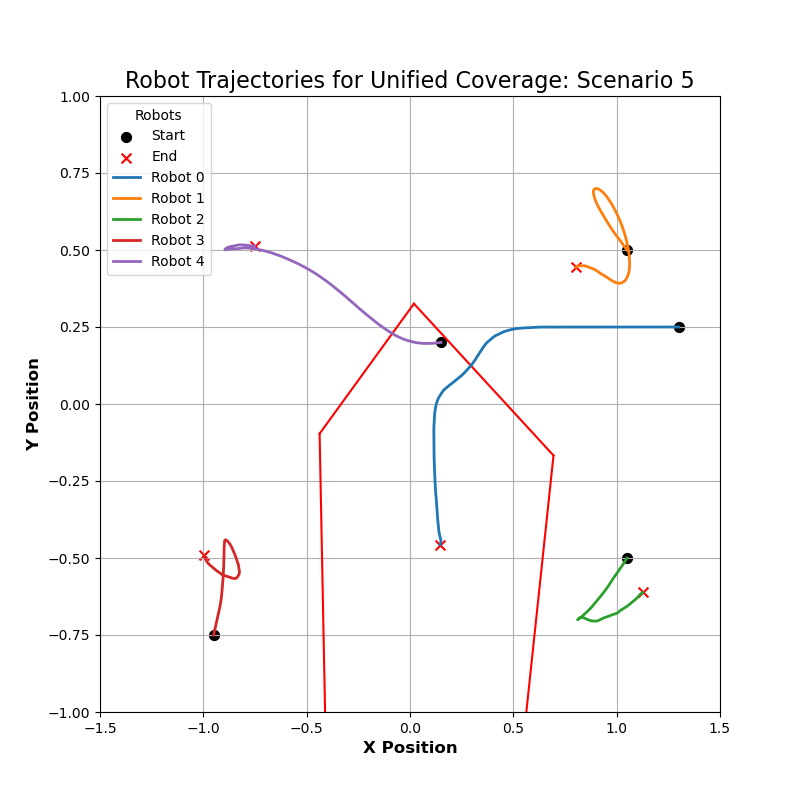 Robot Trajectories for Unified Coverage: Scenario 5
1.00
0.75
0.50
0.25
0.00
−0.25
−0.50
−0.75
−1.00
Y Position
Robots
Start
End
Robot 0
Robot 1
Robot 2
Robot 3
Robot 4
−1.5
−1.0
−0.5
0.0
0.5
1.0
1.5
X Position